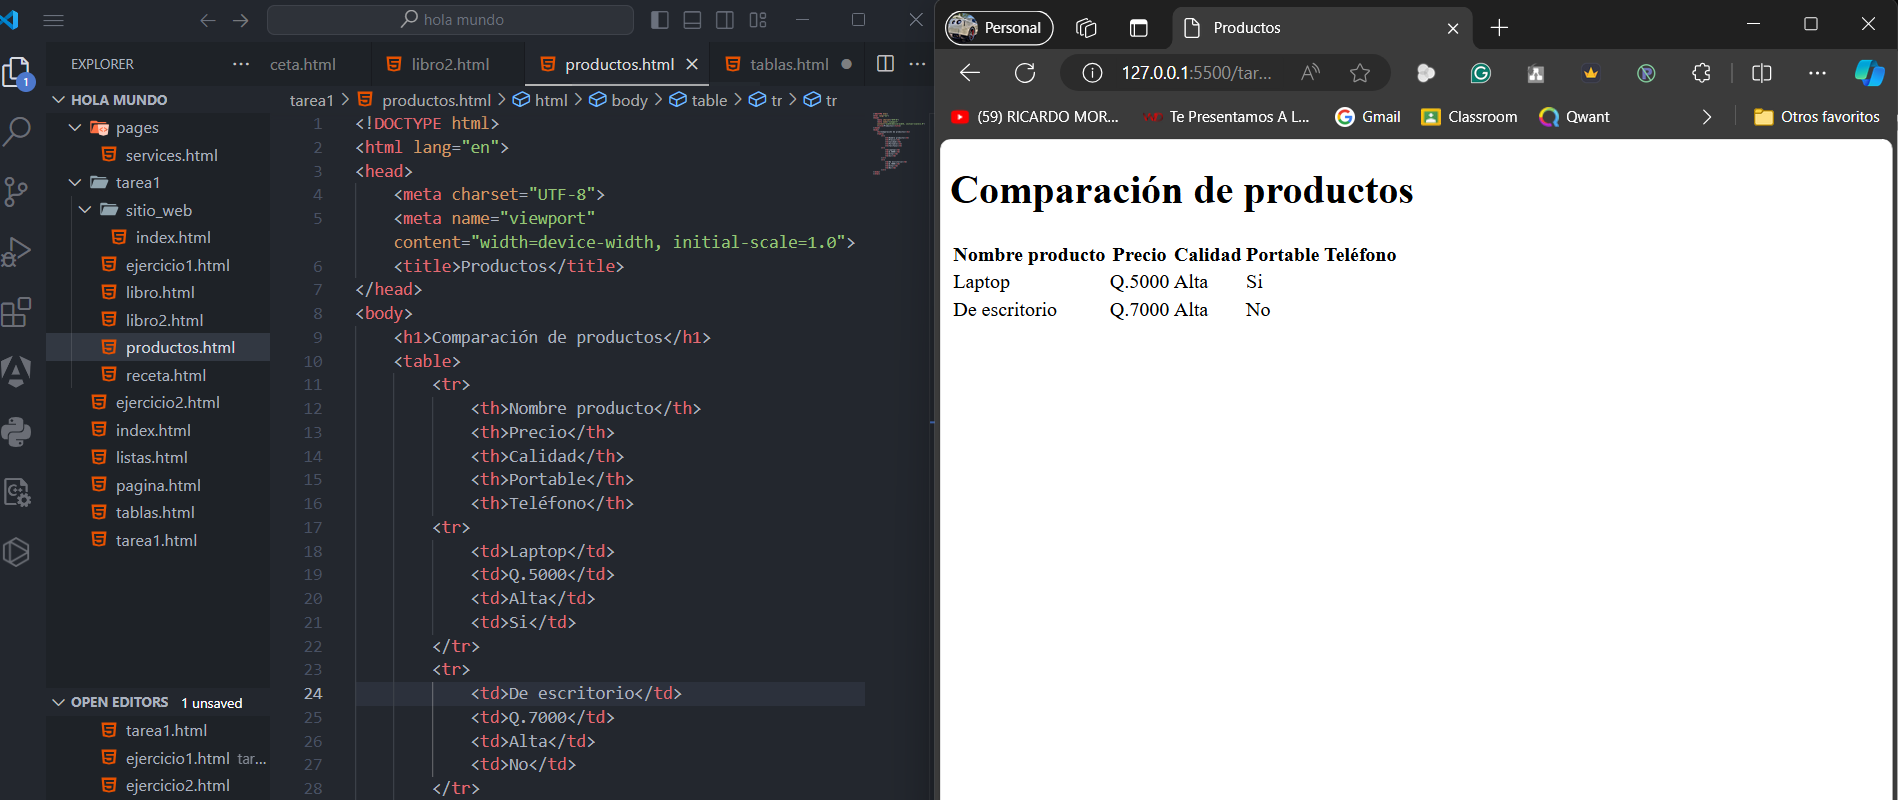 hola mundo
EXPLORER
ceta.html
libro2.html
productos.html
tablas.html
HOLA MUNDO
pages
services.html
tarea1
sitio_web
index.html
ejercicio1.html
libro.html
libro2.html
productos.html
receta.html
ejercicio2.html
index.html
listas.html
pagina.html
tablas.html
tarea1.html
OPEN EDITORS 1 unsaved
tarea1.html
ejercicio1.html tar...
ejercicio2.html
1
tarea1 > productos.html > html > body > table > tr > tr
1 <!DOCTYPE html>
2 <html lang="en">
3 <head>
4 <meta charset="UTF-8">
5 <meta name="viewport"
content="width=device-width, initial-scale=1.0">
6 <title>Productos</title>
7 </head>
8 <body>
9 <h1>Comparación de productos</h1>
10 <table>
11 <tr>
12 <th>Nombre producto</th>
13 <th>Precio</th>
14 <th>Calidad</th>
15 <th>Portable</th>
16 <th>Teléfono</th>
17 <tr>
18 <td>Laptop</td>
19 <td>Q.5000</td>
20 <td>Alta</td>
21 <td>Si</td>
22 </tr>
23 <tr>
24 <td>De escritorio</td>
25 <td>Q.7000</td>
26 <td>Alta</td>
27 <td>No</td>
28 </tr>
Personal
Productos
127.0.0.1:5500/tar...
(59) RICARDO MOR...
Te Presentamos A L...
Gmail
Classroom
Qwant
Otros favoritos
Comparación de productos
Nombre producto Precio Calidad Portable Teléfono
Laptop Q.5000 Alta Si
De escritorio Q.7000 Alta No